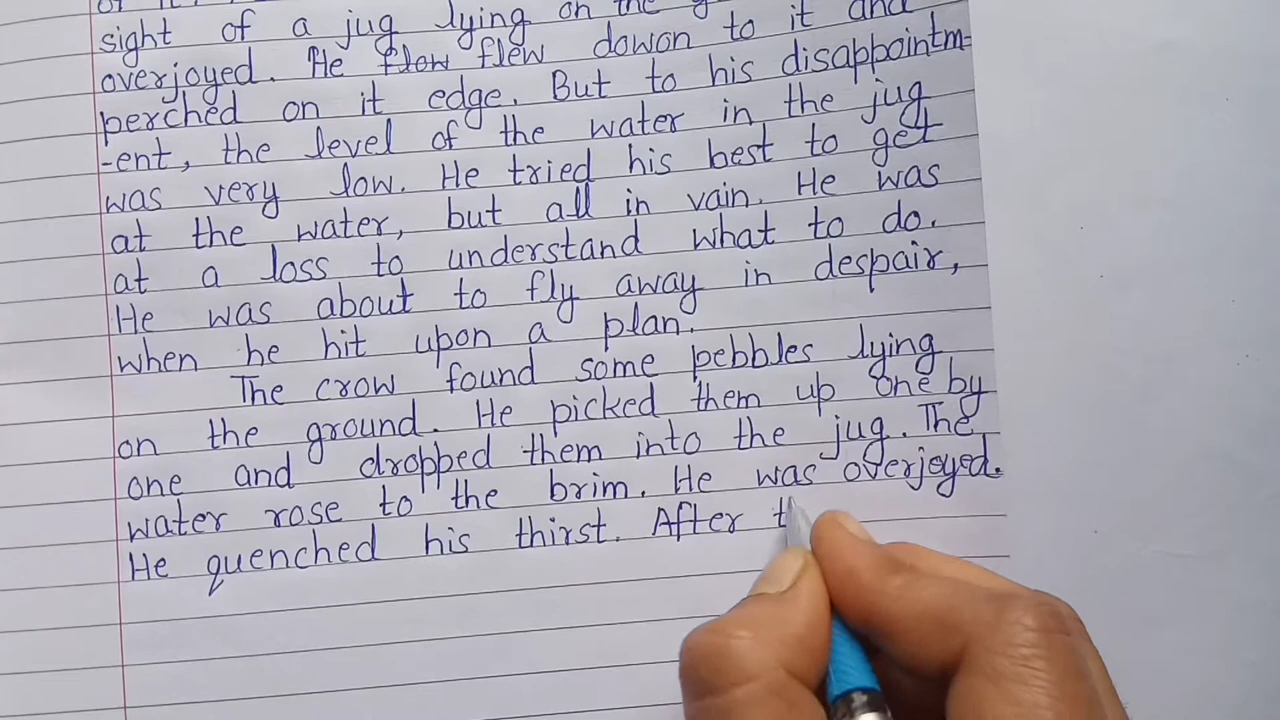 of it,
sight of a jug lying on the
overjoyed. He flow flew dowon to it and
perched on it edge. But to his disappointm-
-ent, the level of the water in the jug
was very low. He tried his best to get
at the water, but all in vain. He was
at a loss to understand what to do.
He was about to fly away in despair,
when he hit upon a plan.
The crow found some pebbles lying
on the ground. He picked them up one by
one and dropped them into the jug. The
water rose to the brim. He was overjoyed.
He quenched his thirst. After t